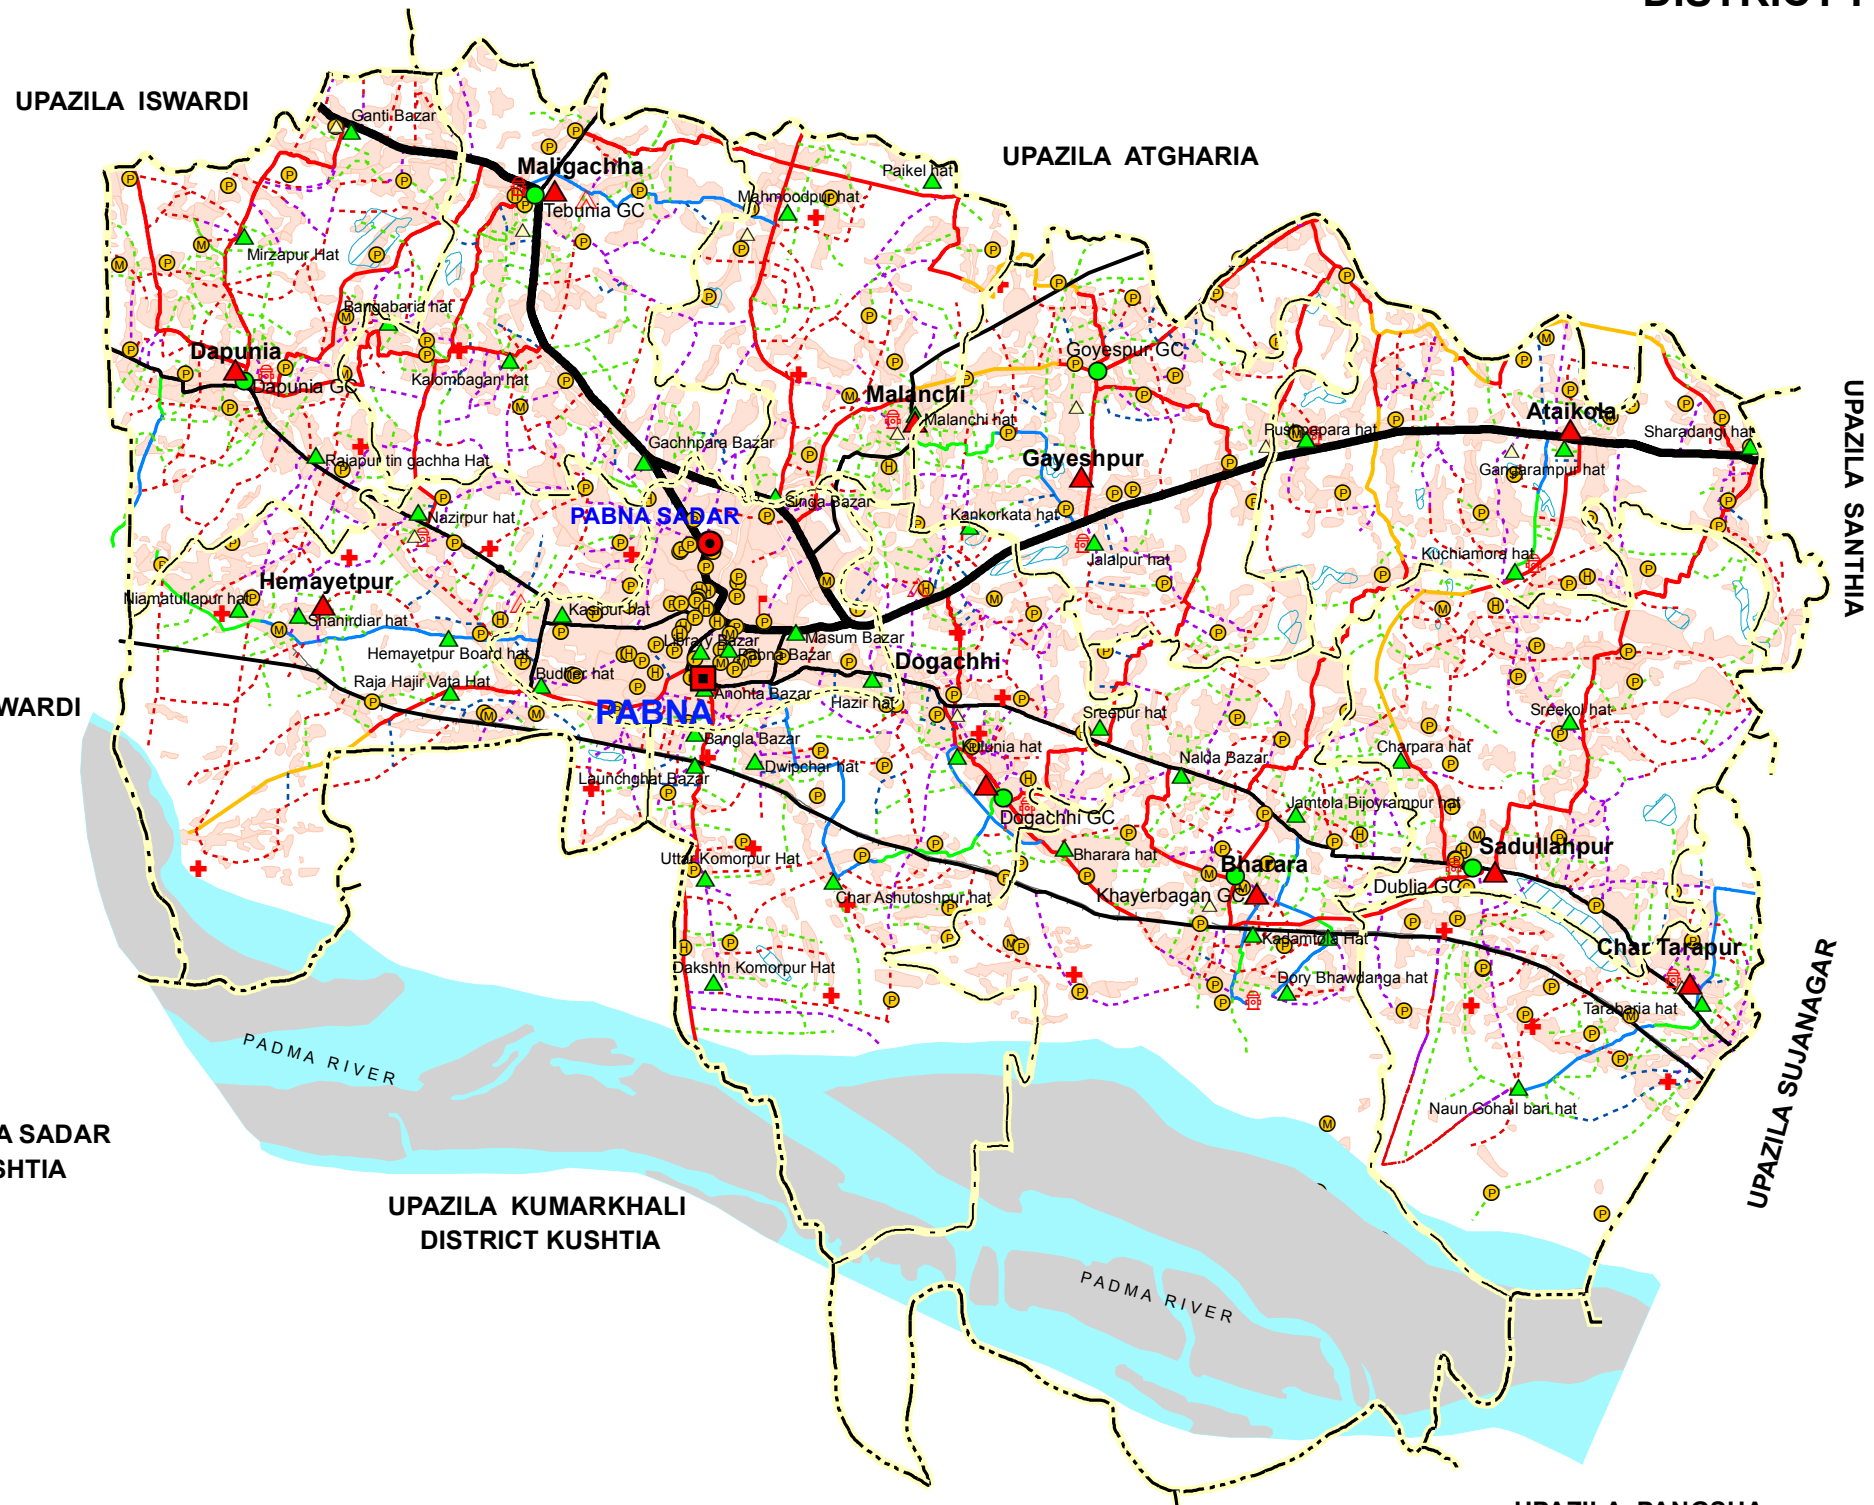 UPAZILA ISWARDI
UPAZILA ATGHARIA
Ganti Bazar
Maligachha
Tebunia GC
Mahmoodpur hat
Paikel hat
Mirzapur Hat
Bangabaria hat
Dapunia
Dapunia GC
Kalombagan hat
Goyespur GC
Malanchi
Malanchi hat
Ataikola
Sharadangi hat
Pushpapara hat
Gachhpara Bazar
Rajapur tin gachha Hat
Gayeshpur
Gangarampur hat
UPAZILA SANTHIA
Singa Bazar
PABNA SADAR
Nazirpur hat
Kankorkata hat
Jalalpur hat
Kuchiamora hat
Hemayetpur
Niamatullapur hat
Shanirdiar hat
Kasipur hat
Library Bazar
Masum Bazar
Pabna Bazar
Hemayetpur Board hat
Dogachhi
Raja Hajir Vata Hat
Budher hat
Anohta Bazar
Hazir hat
WARDI
PABNA
Sreepur hat
Sreekol hat
Bangla Bazar
Kulunia hat
Charpara hat
Nalda Bazar
Dwipchar hat
Launchghat Bazar
Jamtola Bijoyrampur hat
Dogachhi GC
Sadullahpur
Uttar Komorpur Hat
Bharara hat
Bharara
Dublia GC
Khayerbagan GC
Char Ashutoshpur hat
Kadamtola Hat
Char Tarapur
Dakshin Komorpur Hat
Dory Bhawdanga hat
Tarabaria hat
PADMA RIVER
Naun Gohail bari hat
UPAZILA SUJANAGAR
A SADAR
SHTIA
UPAZILA KUMARKHALI
DISTRICT KUSHTIA
PADMA RIVER